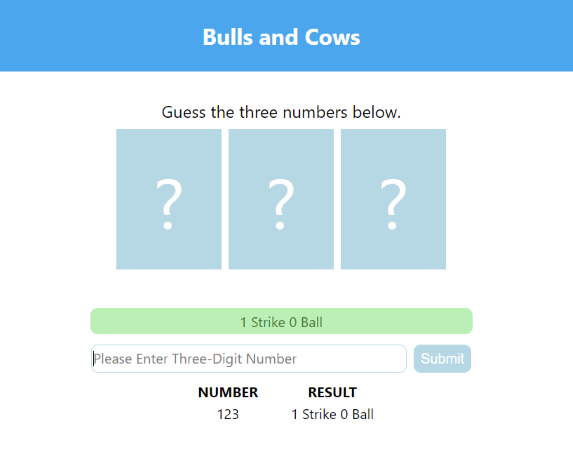 Bulls and Cows
Guess the three numbers below.
? ? ?
1 Strike 0 Ball
Please Enter Three-Digit Number Submit
NUMBER RESULT
123 1 Strike 0 Ball